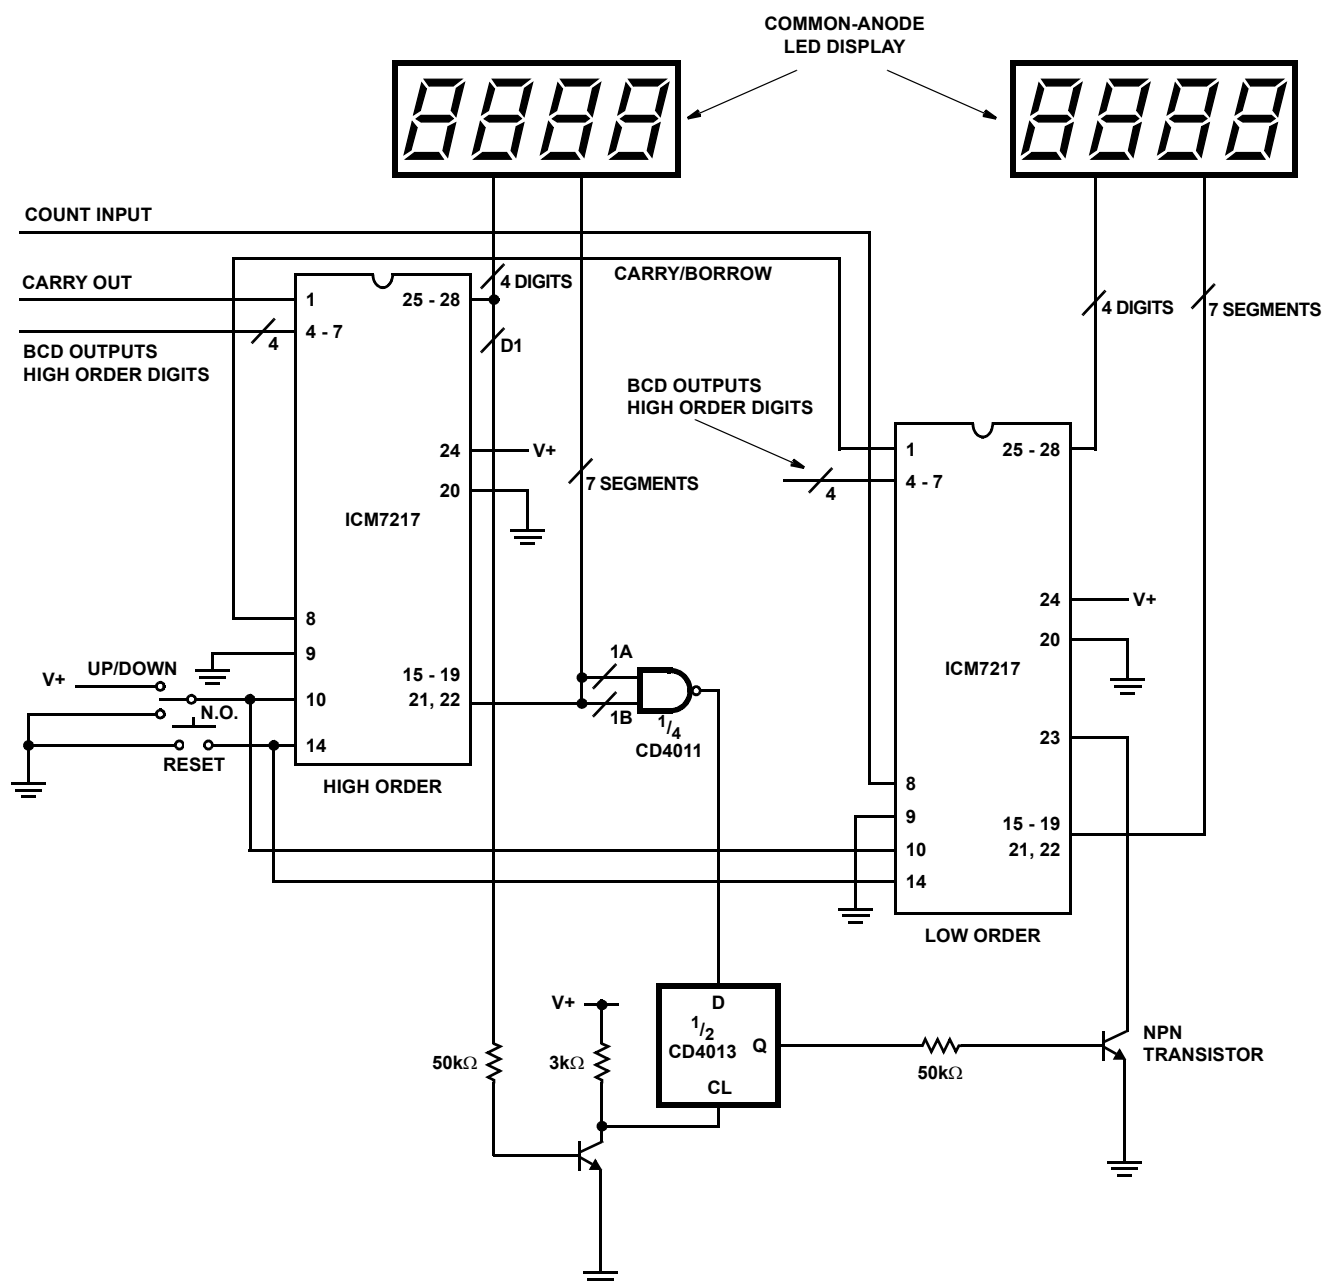 COMMON-ANODE
LED DISPLAY
COUNT INPUT
CARRY OUT
BCD OUTPUTS
HIGH ORDER DIGITS
4
CARRY/BORROW
4 DIGITS
D1
7 SEGMENTS
1
4 - 7
25 - 28
24
V+
20
ICM7217
8
9
10
14
15 - 19
21, 22
HIGH ORDER
V+
UP/DOWN
N.O.
RESET
1A
1B
1/4
CD4011
BCD OUTPUTS
HIGH ORDER DIGITS
4
4 DIGITS
7 SEGMENTS
1
4 - 7
25 - 28
24
V+
20
ICM7217
23
8
9
10
14
15 - 19
21, 22
LOW ORDER
V+
50kΩ
3kΩ
D
1/2
CD4013
Q
CL
50kΩ
NPN
TRANSISTOR